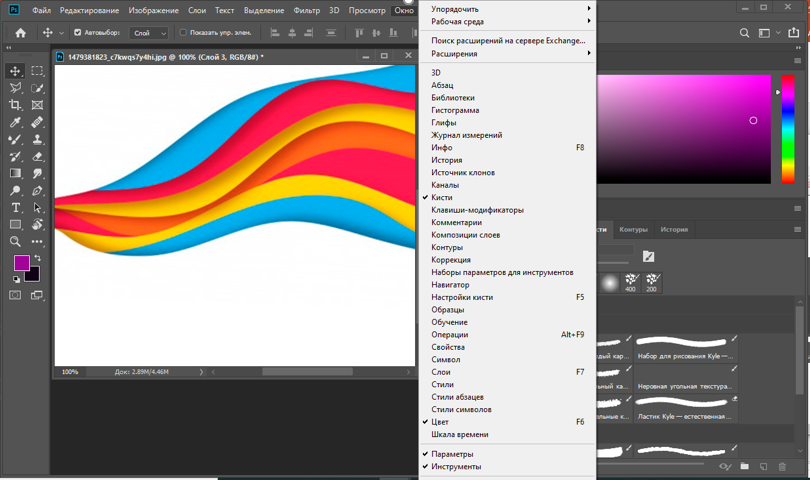 Ps Файл Редактирование Изображение Слои Текст Выделение Фильтр 3D Просмотр Окно
Автовыбор: Слой Показать упр. элем.
1479381823_c7kwqs7y4hi.jpg @ 100% (Слой 3, RGB/8#) *
100% Док: 2.89M/4.46M
Упорядочить
Рабочая среда
Поиск расширений на сервере Exchange...
Расширения
3D
Абзац
Библиотеки
Гистограмма
Глифы
Журнал измерений
Инфо F8
История
Источник клонов
Каналы
Кисти
Клавиши-модификаторы
Комментарии
Композиции слоев
Контуры
Коррекция
Наборы параметров для инструментов
Навигатор
Настройки кисти F5
Образцы
Обучение
Операции Alt+F9
Свойства
Символ
Слои F7
Стили
Стили абзацев
Стили символов
Цвет F6
Шкала времени
Параметры
Инструменты
сти Контуры История
400 200
Набор для рисования Kyle —...
Неровная угольная текстура...
Ластик Kyle — естественная ...